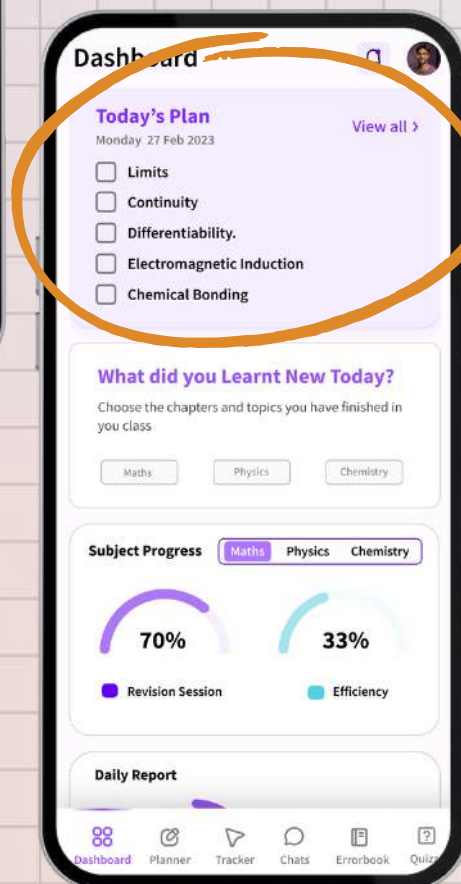 Dashboard
Today's Plan
View all >
Monday 27 Feb 2023
Limits
Continuity
Differentiability.
Electromagnetic Induction
Chemical Bonding
What did you Learnt New Today?
Choose the chapters and topics you have finished in
you class
Maths Physics Chemistry
Subject Progress Maths Physics Chemistry
70% 33%
Revision Session Efficiency
Daily Report
Dashboard Planner Tracker Chats Errorbook